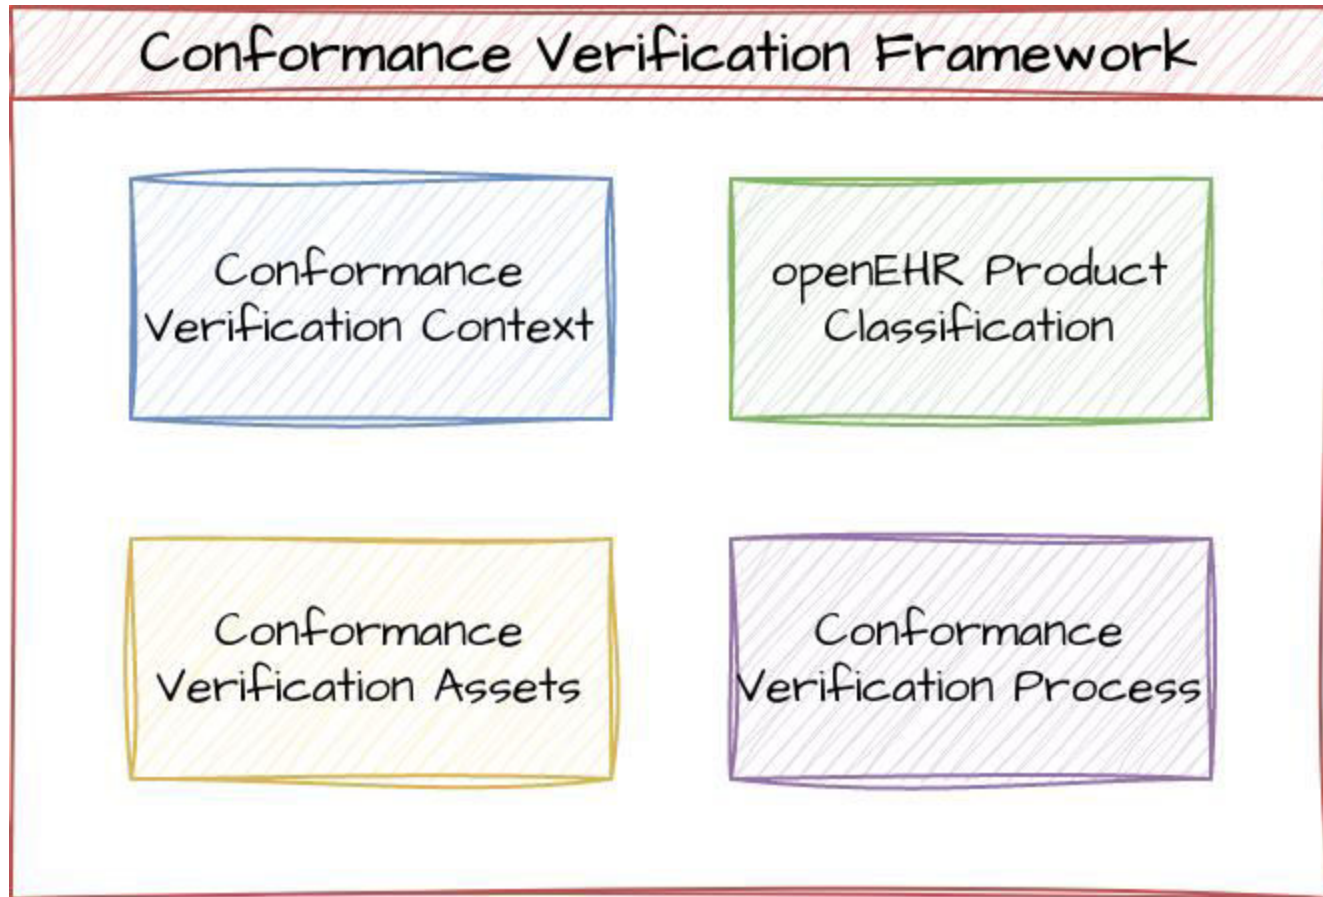 Conformance Verification Framework
Conformance
Verification Context
openEHR Product
Classification
Conformance
Verification Assets
Conformance
Verification Process